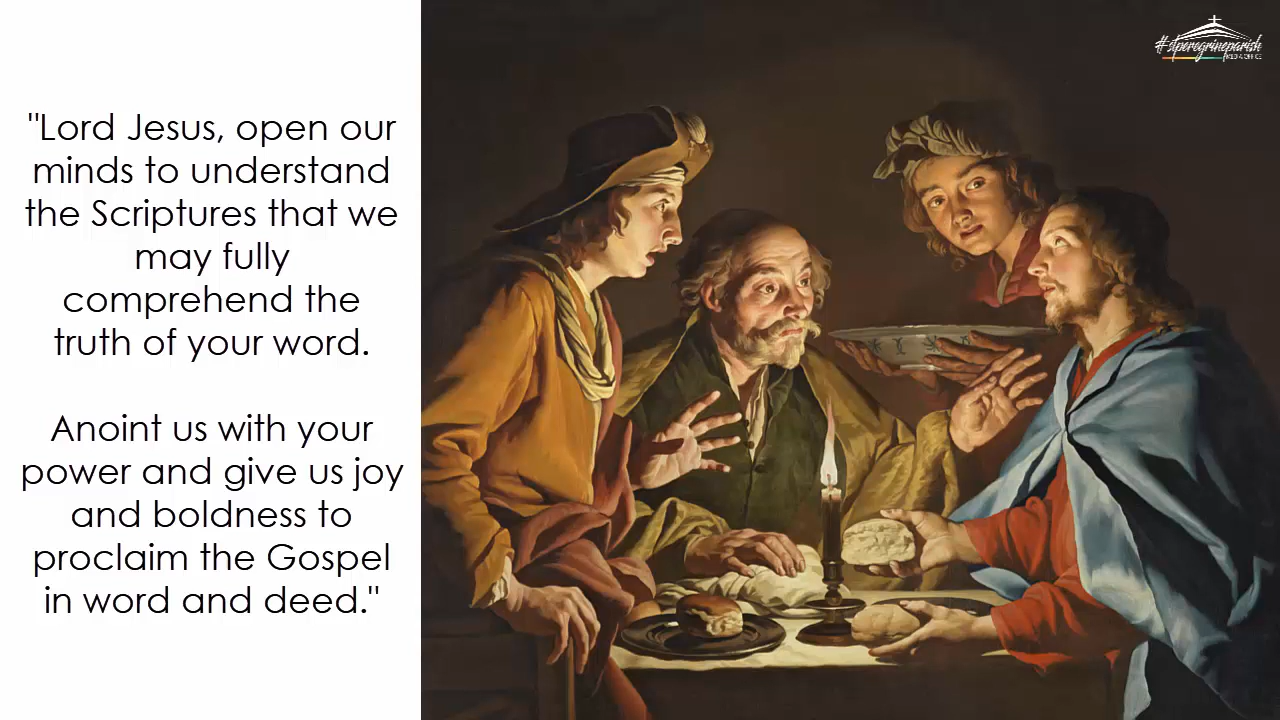 "Lord Jesus, open our
minds to understand
the Scriptures that we
may fully
comprehend the
truth of your word.
Anoint us with your
power and give us joy
and boldness to
proclaim the Gospel
in word and deed."
#stperegrineparish